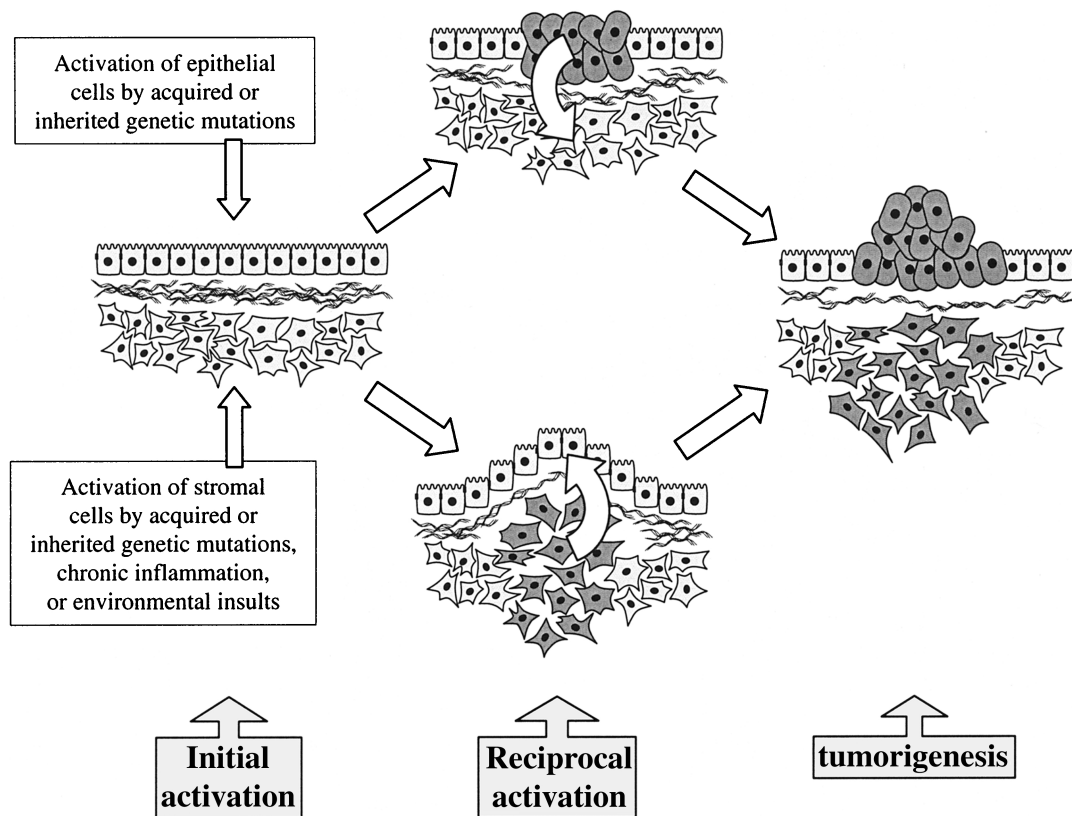 Activation of epithelial
cells by acquired or
inherited genetic mutations
Activation of stromal
cells by acquired or
inherited genetic mutations,
chronic inflammation,
or environmental insults
Initial
activation
Reciprocal
activation
tumorigenesis